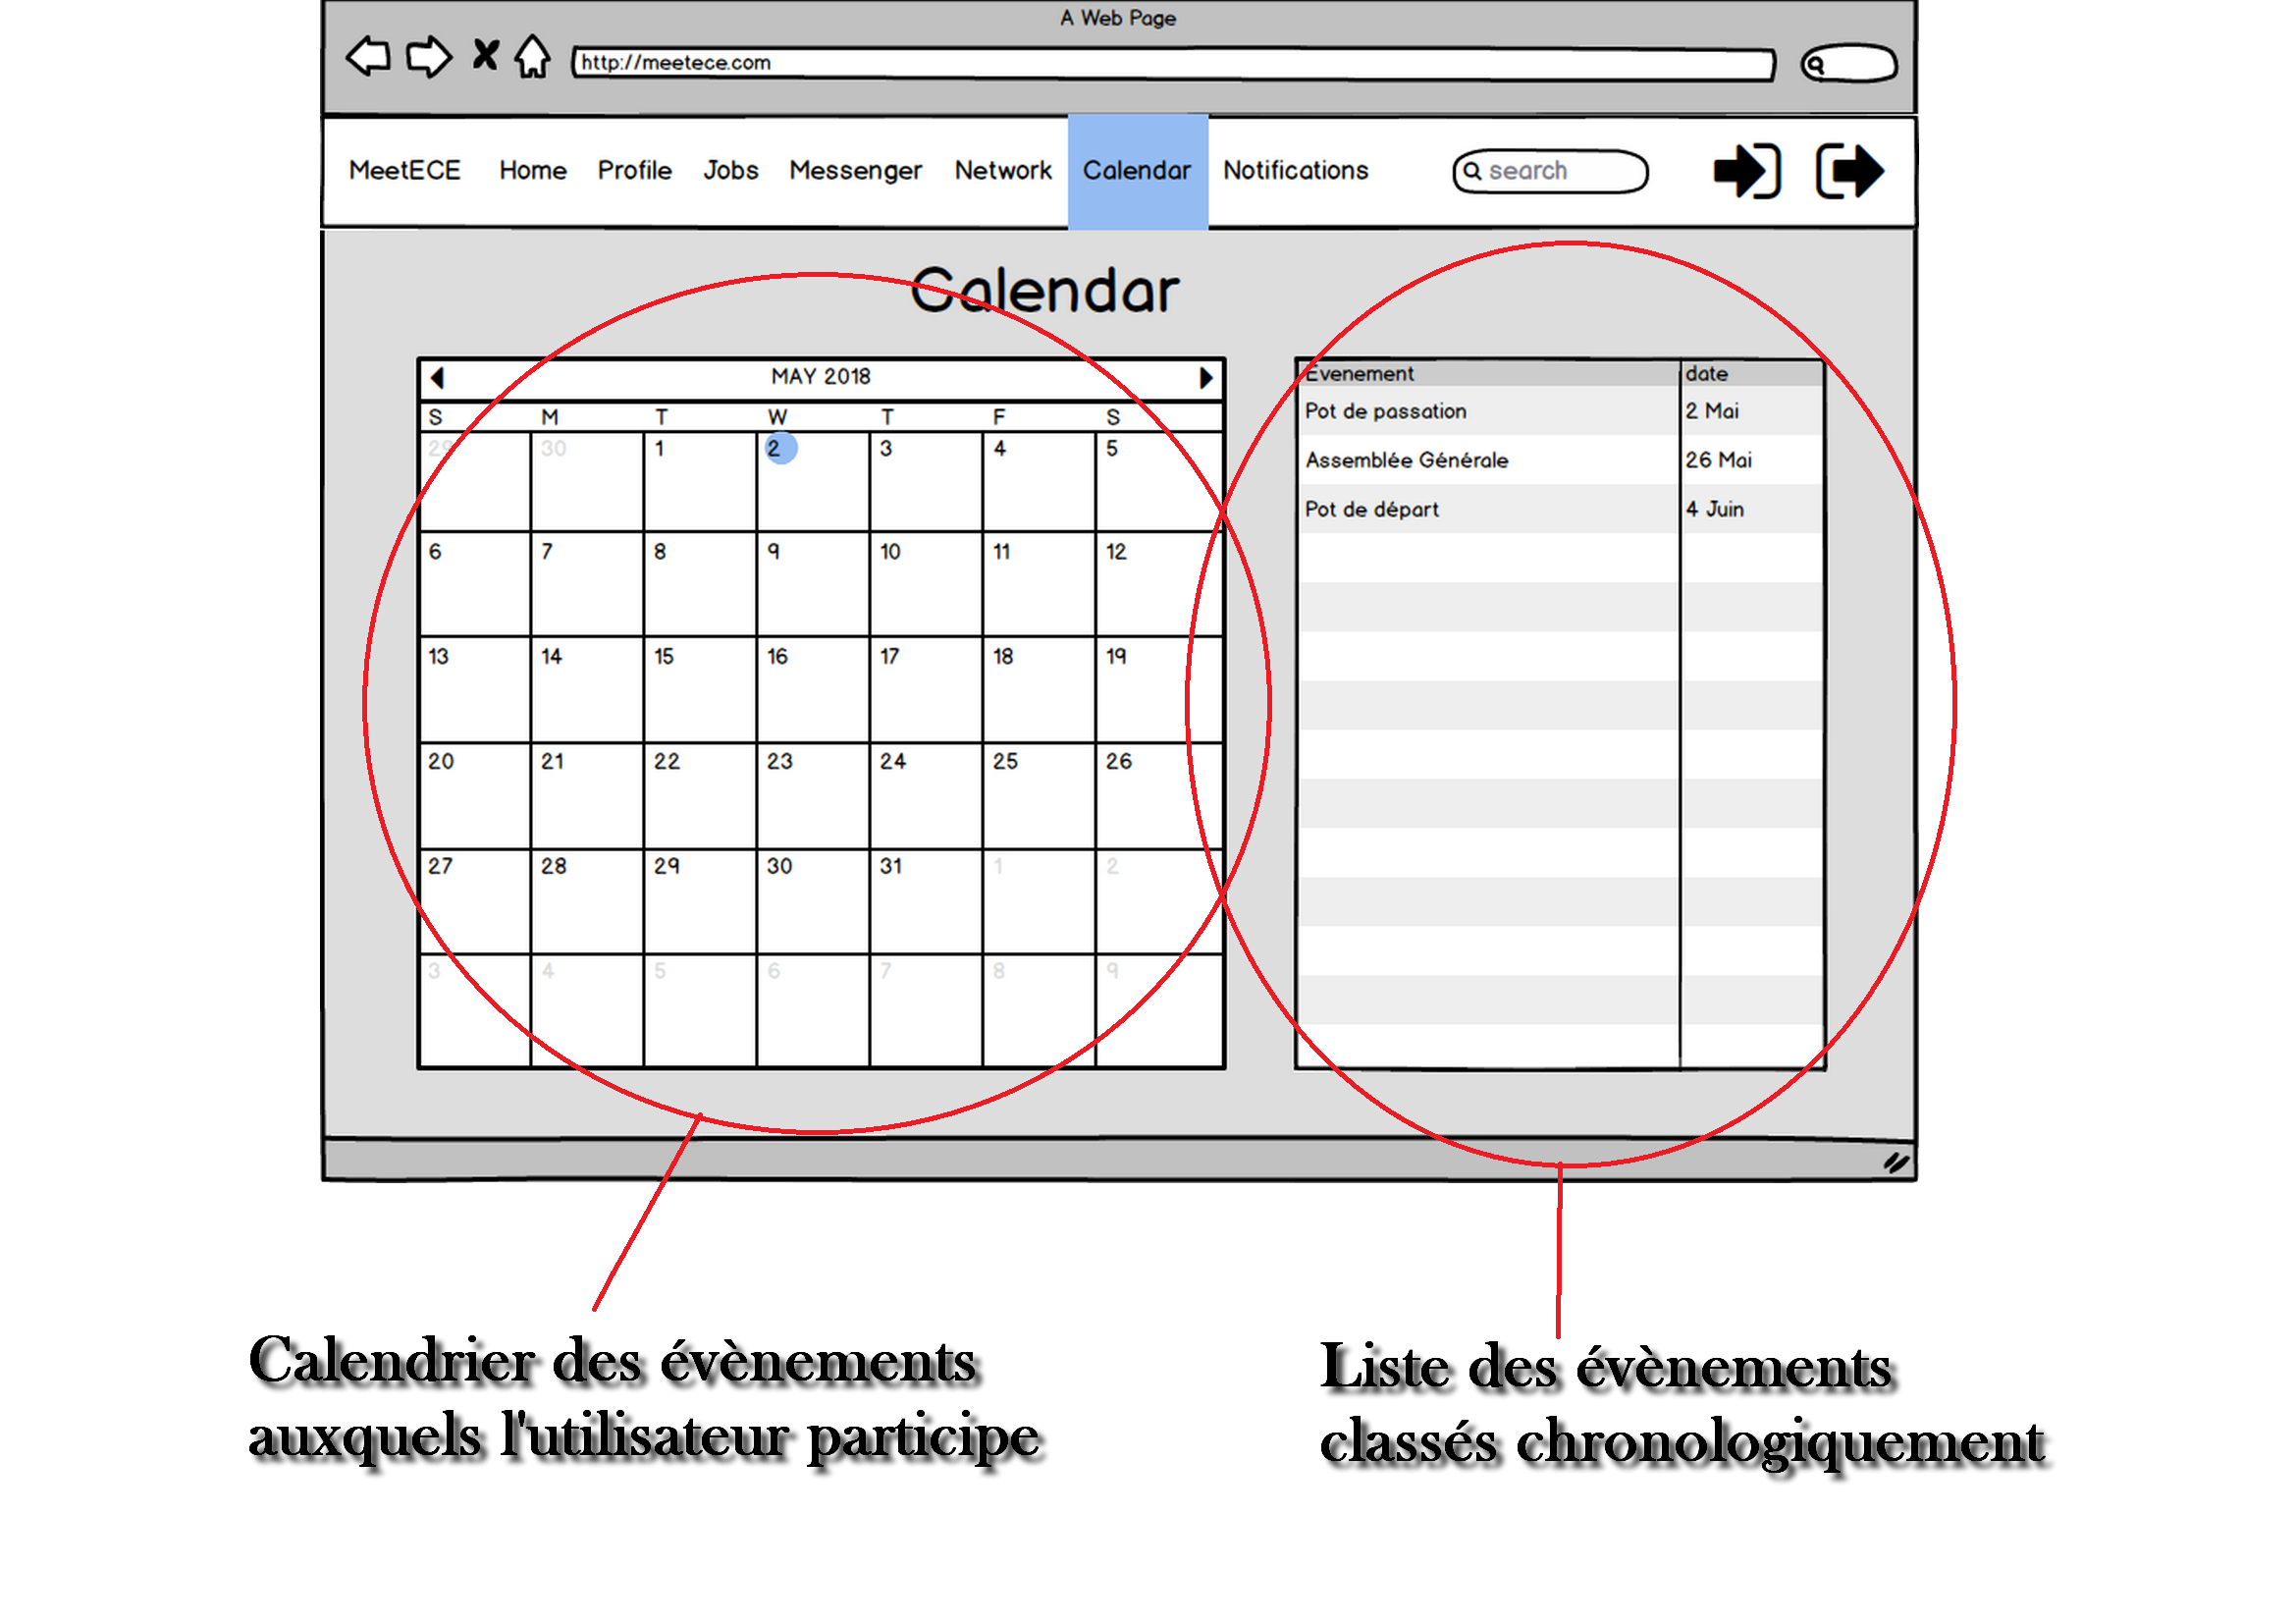 A Web Page
http://meetece.com
MeetECE Home Profile Jobs Messenger Network Calendar Notifications search
Calendar
MAY 2018
S M T W T F S
29 30 1 2 3 4 5
6 7 8 9 10 11 12
13 14 15 16 17 18 19
20 21 22 23 24 25 26
27 28 29 30 31 1 2
3 4 5 6 7 8 9
Evenement date
Pot de passation 2 Mai
Assemblée Générale 26 Mai
Pot de départ 4 Juin
Calendrier des évènements
auxquels l'utilisateur participe
Liste des évènements
classés chronologiquement